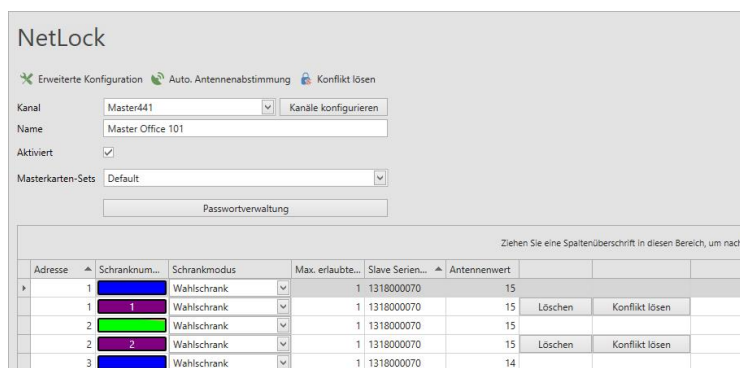 NetLock
Erweiterte Konfiguration Auto. Antennenabstimmung Konflikt lösen
Kanal Master441 Kanäle konfigurieren
Name Master Office 101
Aktiviert
Masterkarten-Sets Default
Passwortverwaltung
Ziehen Sie eine Spaltenüberschrift in diesen Bereich, um nach
Adresse Schranknum... Schrankmodus Max. erlaubte... Slave Serien... Antennenwert
1 Wahlschrank 1 1318000070 15
1 1 Wahlschrank 1 1318000070 15 Löschen Konflikt lösen
2 Wahlschrank 1 1318000070 15
2 2 Wahlschrank 1 1318000070 15 Löschen Konflikt lösen
3 Wahlschrank 1 1318000070 14